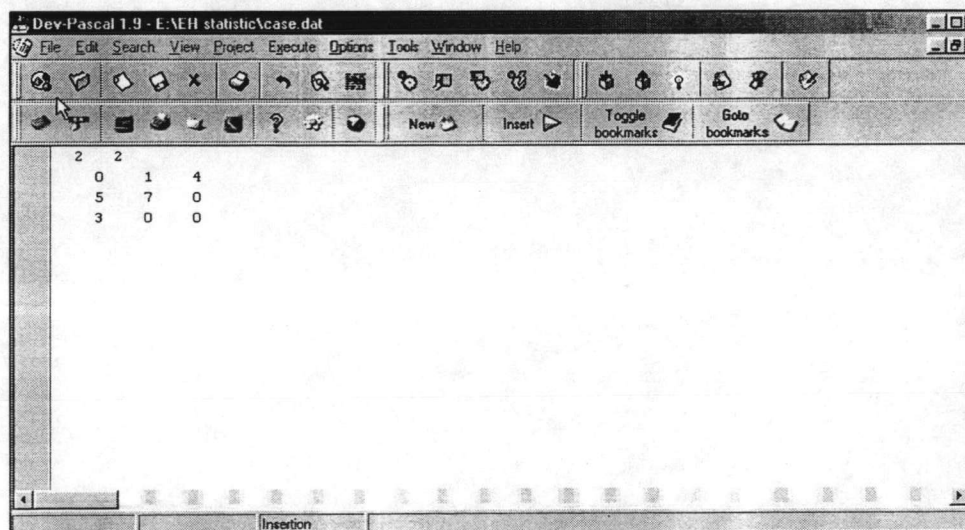 Dev-Pascal 1.9 - E:\EH statistic\case.dat
File Edit Search View Project Execute Options Tools Window Help
New Insert Toggle bookmarks Goto bookmarks
2 2
0 1 4
5 7 0
3 0 0
Insertion